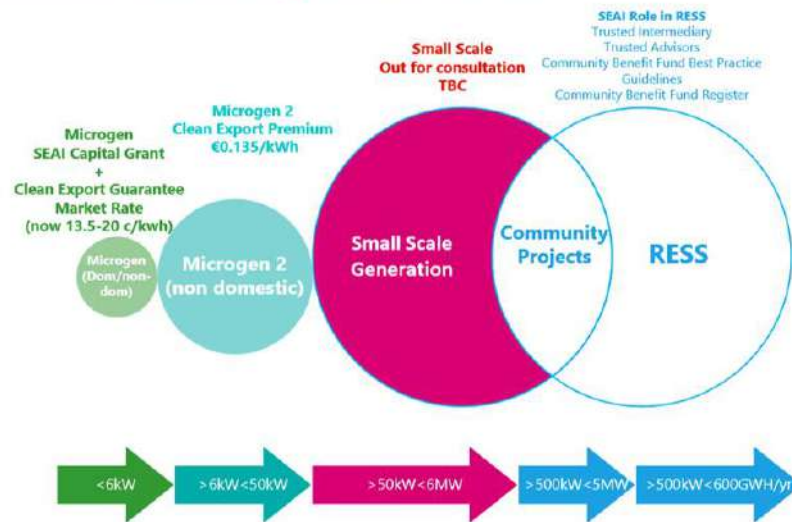 SEAI Role in RESS
Trusted Intermediary
Trusted Advisors
Community Benefit Fund Best Practice
Guidelines
Community Benefit Fund Register
Small Scale
Out for consultation
TBC
Microgen 2
Clean Export Premium
€0.135/kWh
Microgen
SEAI Capital Grant
+
Clean Export Guarantee
Market Rate
(now 13.5-20 c/kwh)
Microgen
(Dom/non-
dom)
Microgen 2
(non domestic)
Small Scale
Generation
Community
Projects
RESS
<6kW
>6kW<50kW
>50kW<6MW
>500kW<5MW
>500kW<600GWH/yr